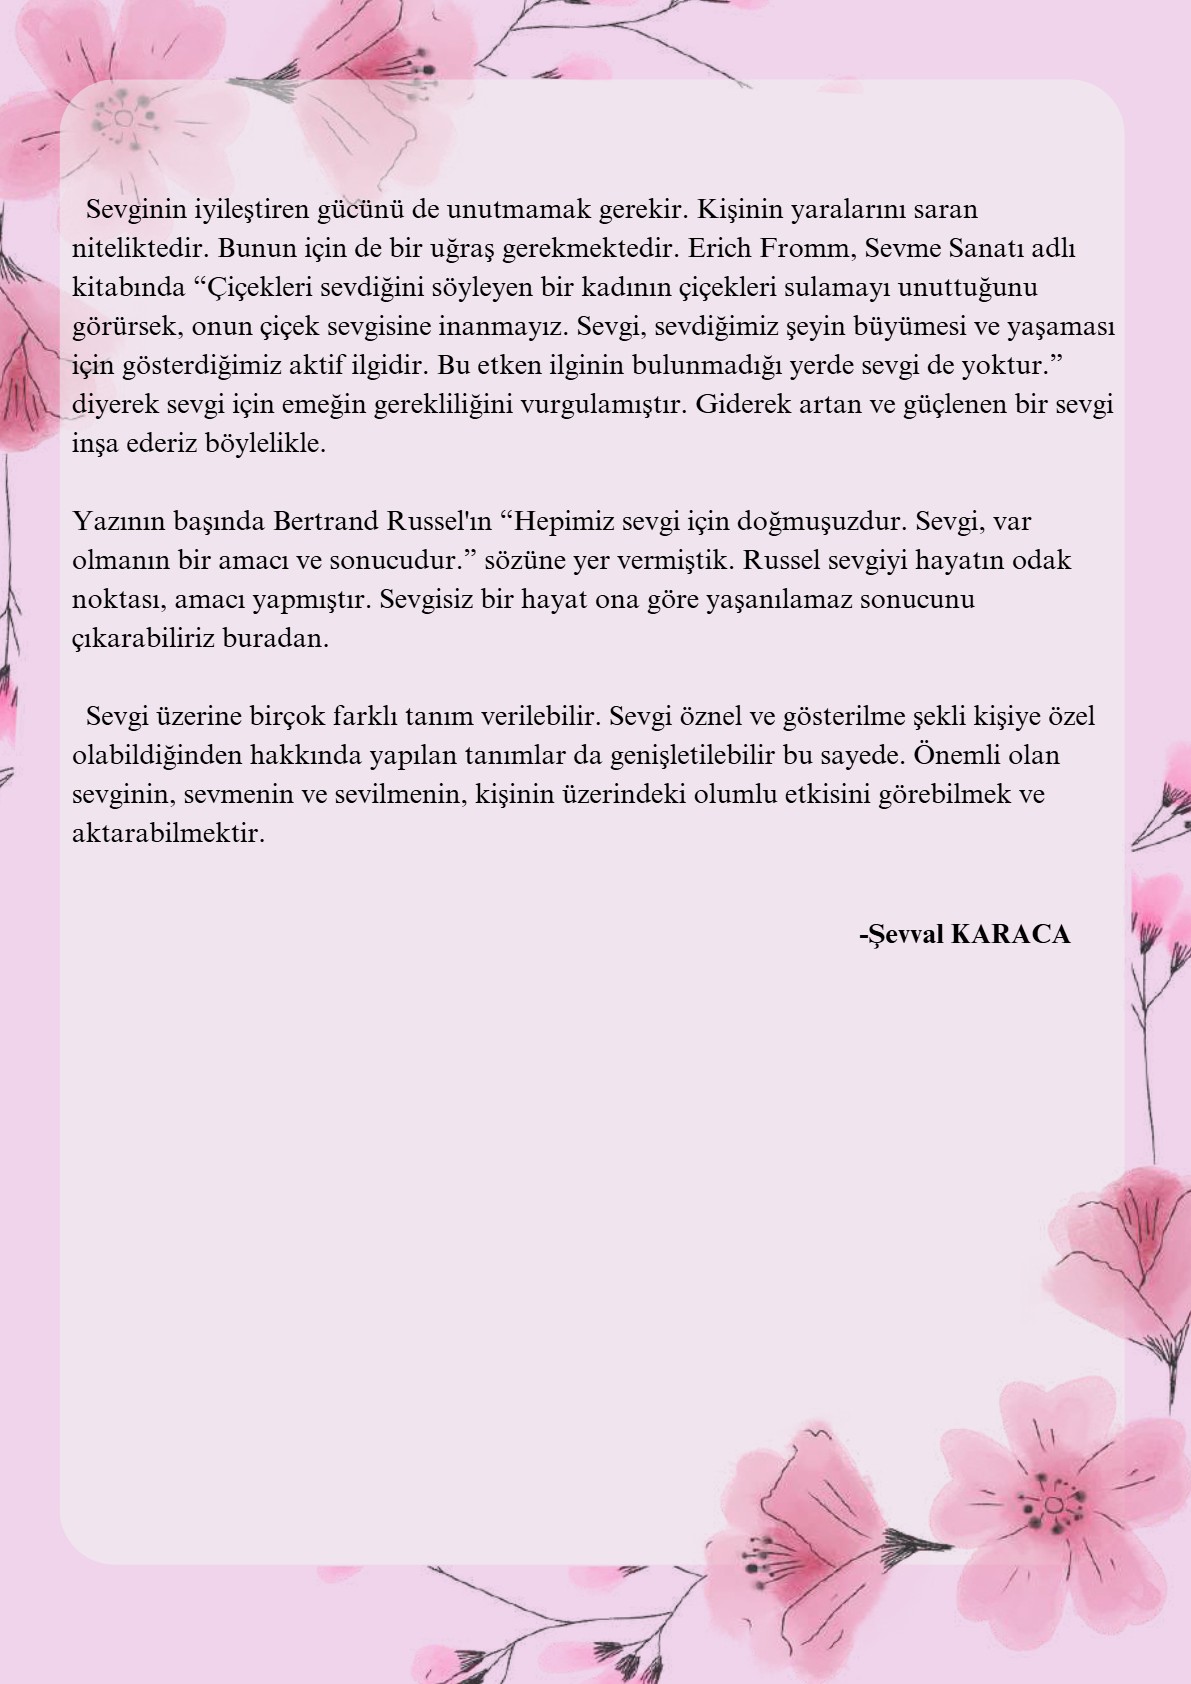 Sevginin iyileştiren gücünü de unutmamak gerekir. Kişinin yaralarını saran
niteliktedir. Bunun için de bir uğraş gerekmektedir. Erich Fromm, Sevme Sanatı adlı
kitabında “Çiçekleri sevdiğini söyleyen bir kadının çiçekleri sulamayı unuttuğunu
görürsek, onun çiçek sevgisine inanmayız. Sevgi, sevdiğimiz şeyin büyümesi ve yaşaması
için gösterdiğimiz aktif ilgidir. Bu etken ilginin bulunmadığı yerde sevgi de yoktur.”
diyerek sevgi için emeğin gerekliliğini vurgulamıştır. Giderek artan ve güçlenen bir sevgi
inşa ederiz böylelikle.
Yazının başında Bertrand Russel'ın “Hepimiz sevgi için doğmuşuzdur. Sevgi, var
olmanın bir amacı ve sonucudur.” sözüne yer vermiştik. Russel sevgiyi hayatın odak
noktası, amacı yapmıştır. Sevgisiz bir hayat ona göre yaşanılamaz sonucunu
çıkarabiliriz buradan.
Sevgi üzerine birçok farklı tanım verilebilir. Sevgi öznel ve gösterilme şekli kişiye özel
olabildiğinden hakkında yapılan tanımlar da genişletilebilir bu sayede. Önemli olan
sevginin, sevmenin ve sevilmenin, kişinin üzerindeki olumlu etkisini görebilmek ve
aktarabilmektir.
-Şevval KARACA